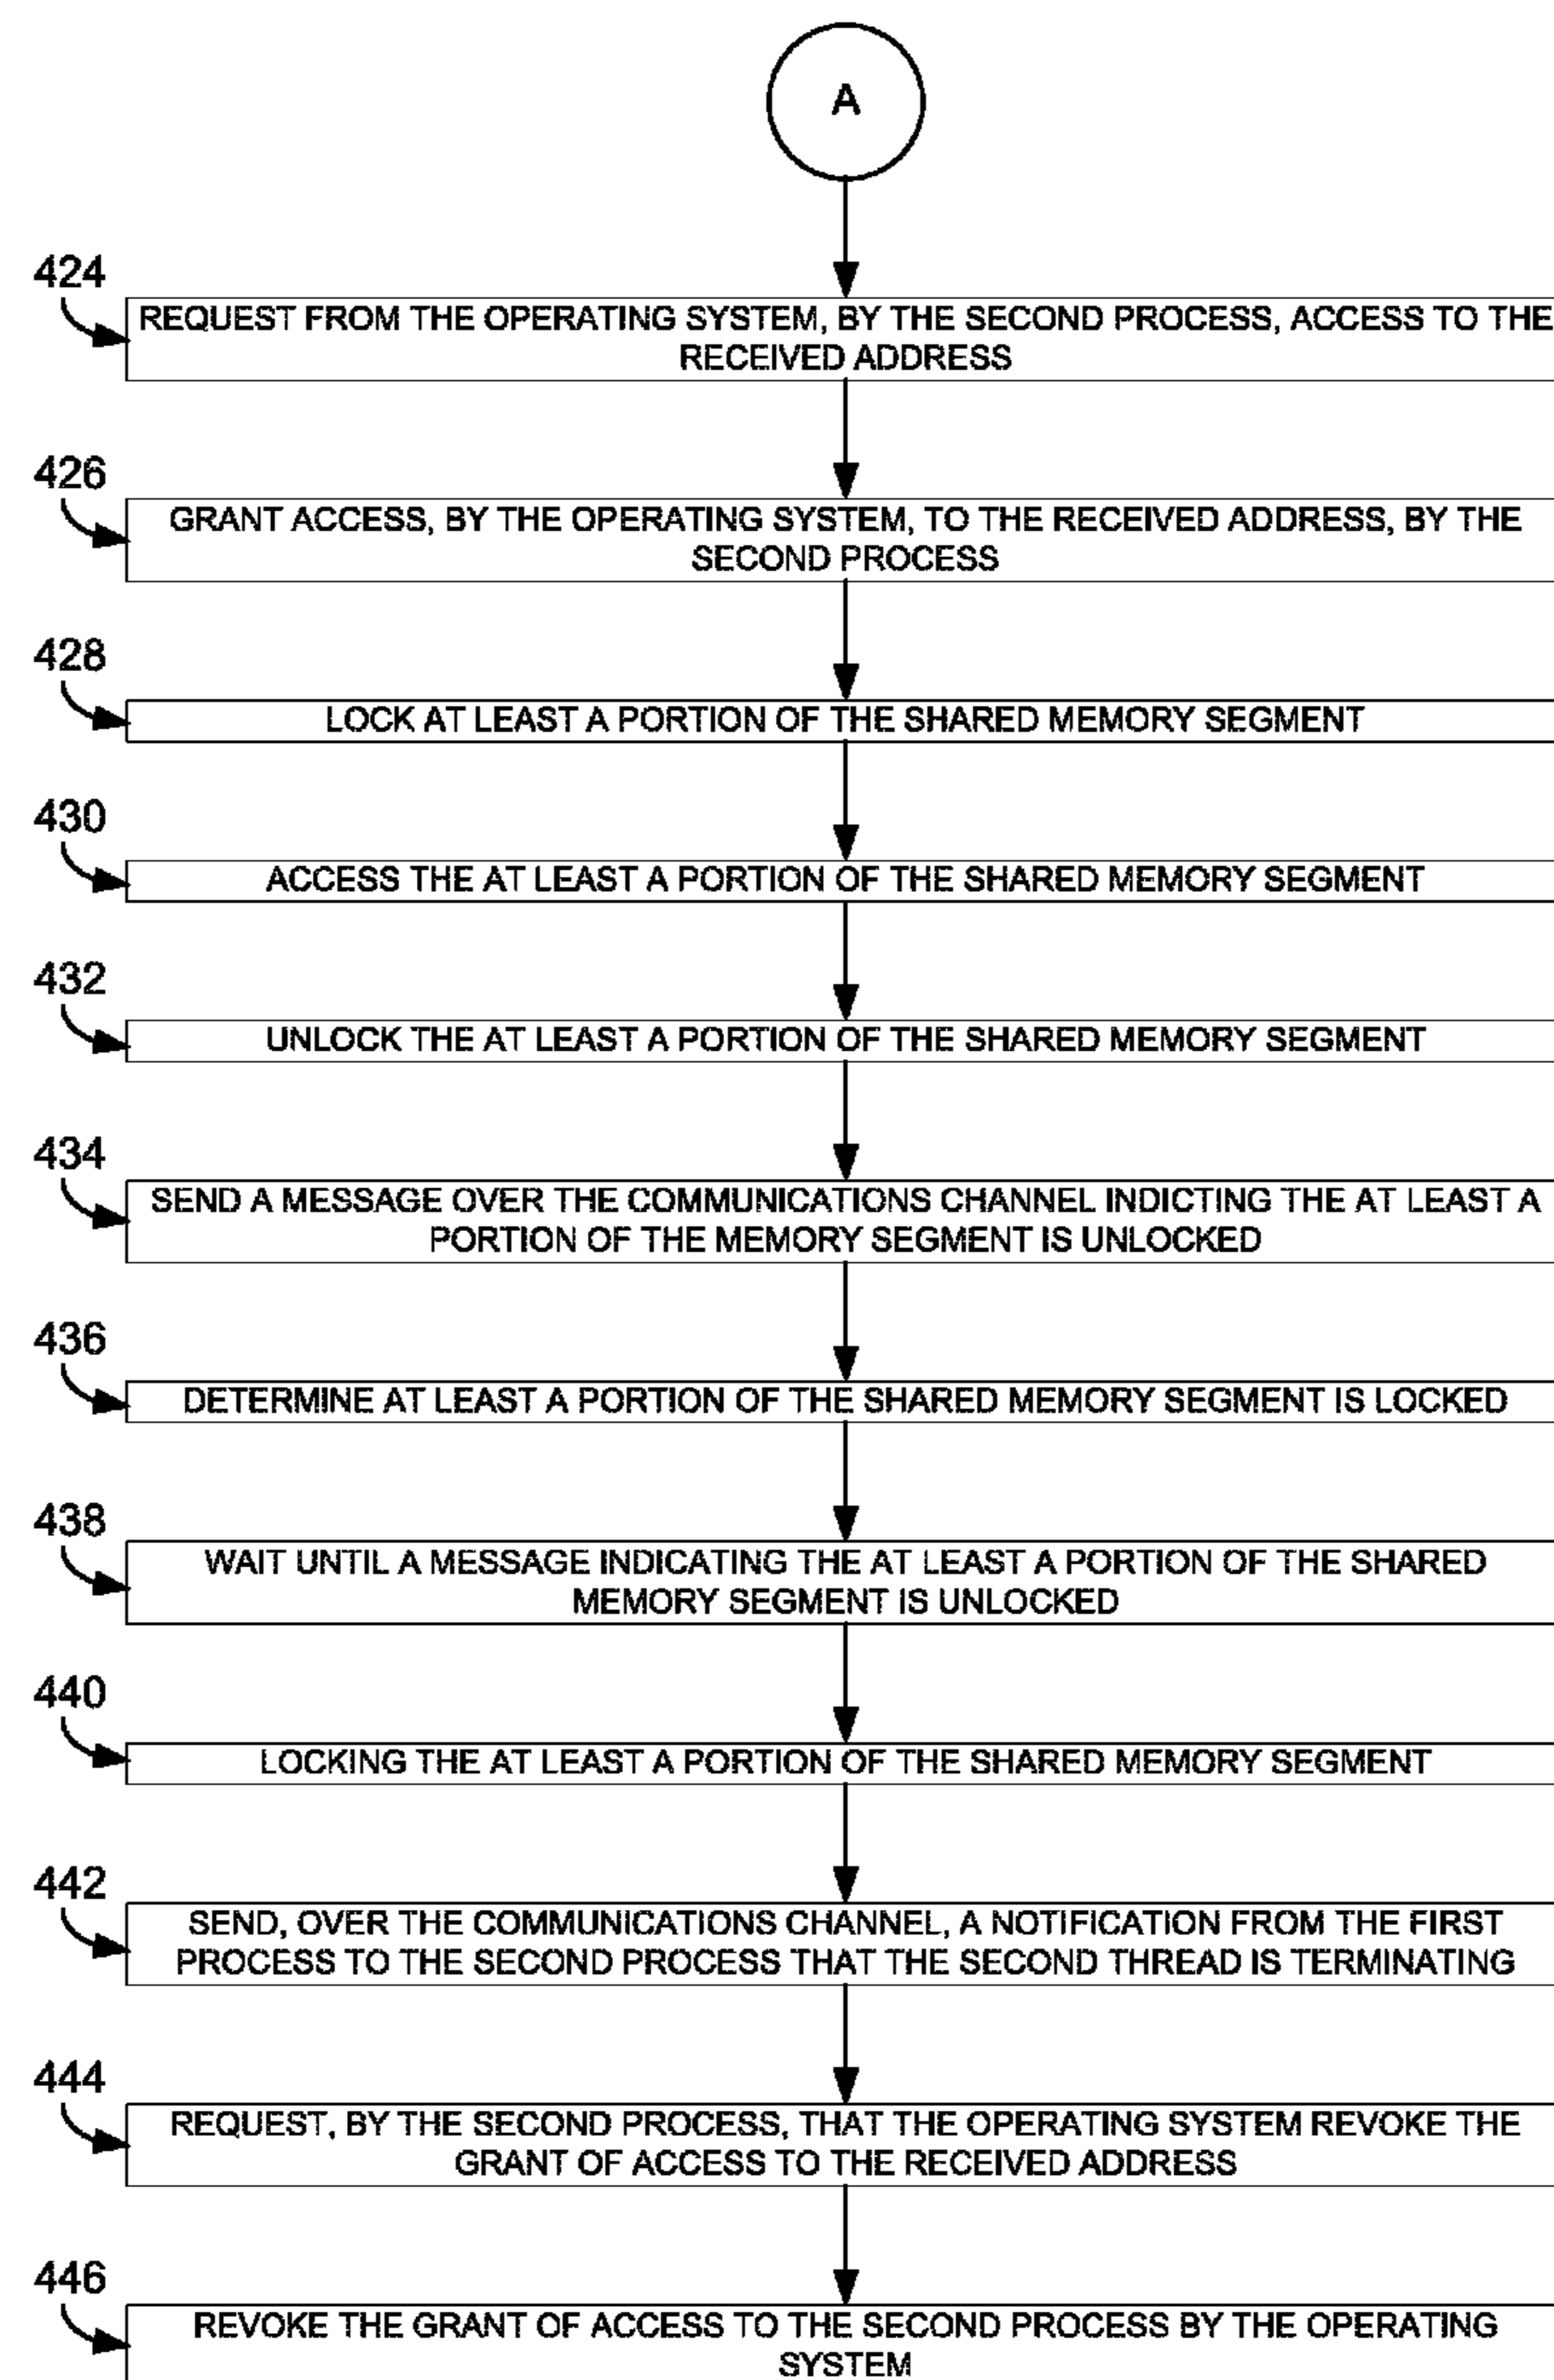 A
424
REQUEST FROM THE OPERATING SYSTEM, BY THE SECOND PROCESS, ACCESS TO THE
RECEIVED ADDRESS
426
GRANT ACCESS, BY THE OPERATING SYSTEM, TO THE RECEIVED ADDRESS, BY THE
SECOND PROCESS
428
LOCK AT LEAST A PORTION OF THE SHARED MEMORY SEGMENT
430
ACCESS THE AT LEAST A PORTION OF THE SHARED MEMORY SEGMENT
432
UNLOCK THE AT LEAST A PORTION OF THE SHARED MEMORY SEGMENT
434
SEND A MESSAGE OVER THE COMMUNICATIONS CHANNEL INDICTING THE AT LEAST A
PORTION OF THE MEMORY SEGMENT IS UNLOCKED
436
DETERMINE AT LEAST A PORTION OF THE SHARED MEMORY SEGMENT IS LOCKED
438
WAIT UNTIL A MESSAGE INDICATING THE AT LEAST A PORTION OF THE SHARED
MEMORY SEGMENT IS UNLOCKED
440
LOCKING THE AT LEAST A PORTION OF THE SHARED MEMORY SEGMENT
442
SEND, OVER THE COMMUNICATIONS CHANNEL, A NOTIFICATION FROM THE FIRST
PROCESS TO THE SECOND PROCESS THAT THE SECOND THREAD IS TERMINATING
444
REQUEST, BY THE SECOND PROCESS, THAT THE OPERATING SYSTEM REVOKE THE
GRANT OF ACCESS TO THE RECEIVED ADDRESS
446
REVOKE THE GRANT OF ACCESS TO THE SECOND PROCESS BY THE OPERATING
SYSTEM